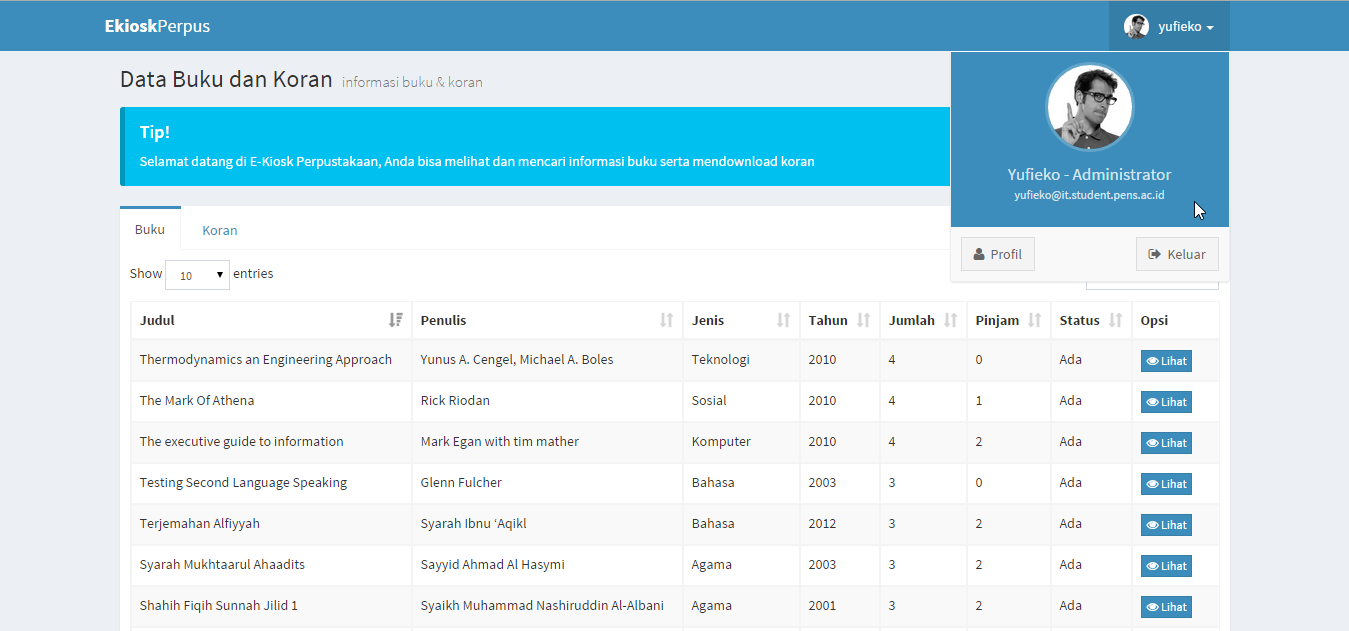 EkioskPerpus
yufieko
Data Buku dan Koran informasi buku & koran
Tip!
Selamat datang di E-Kiosk Perpustakaan, Anda bisa melihat dan mencari informasi buku serta mendownload koran
Yufieko - Administrator
yufieko@it.student.pens.ac.id
Profil Keluar
Buku Koran
Show 10 entries
Judul Penulis Jenis Tahun Jumlah Pinjam Status Opsi
Thermodynamics an Engineering Approach Yunus A. Cengel, Michael A. Boles Teknologi 2010 4 0 Ada Lihat
The Mark Of Athena Rick Riodan Sosial 2010 4 1 Ada Lihat
The executive guide to information Mark Egan with tim mather Komputer 2010 4 2 Ada Lihat
Testing Second Language Speaking Glenn Fulcher Bahasa 2003 3 0 Ada Lihat
Terjemahan Alfiyyah Syarah Ibnu ‘Aqikl Bahasa 2012 3 2 Ada Lihat
Syarah Mukhtaarul Ahaadits Sayyid Ahmad Al Hasymi Agama 2003 3 2 Ada Lihat
Shahih Fiqih Sunnah Jilid 1 Syaikh Muhammad Nashiruddin Al-Albani Agama 2001 3 2 Ada Lihat